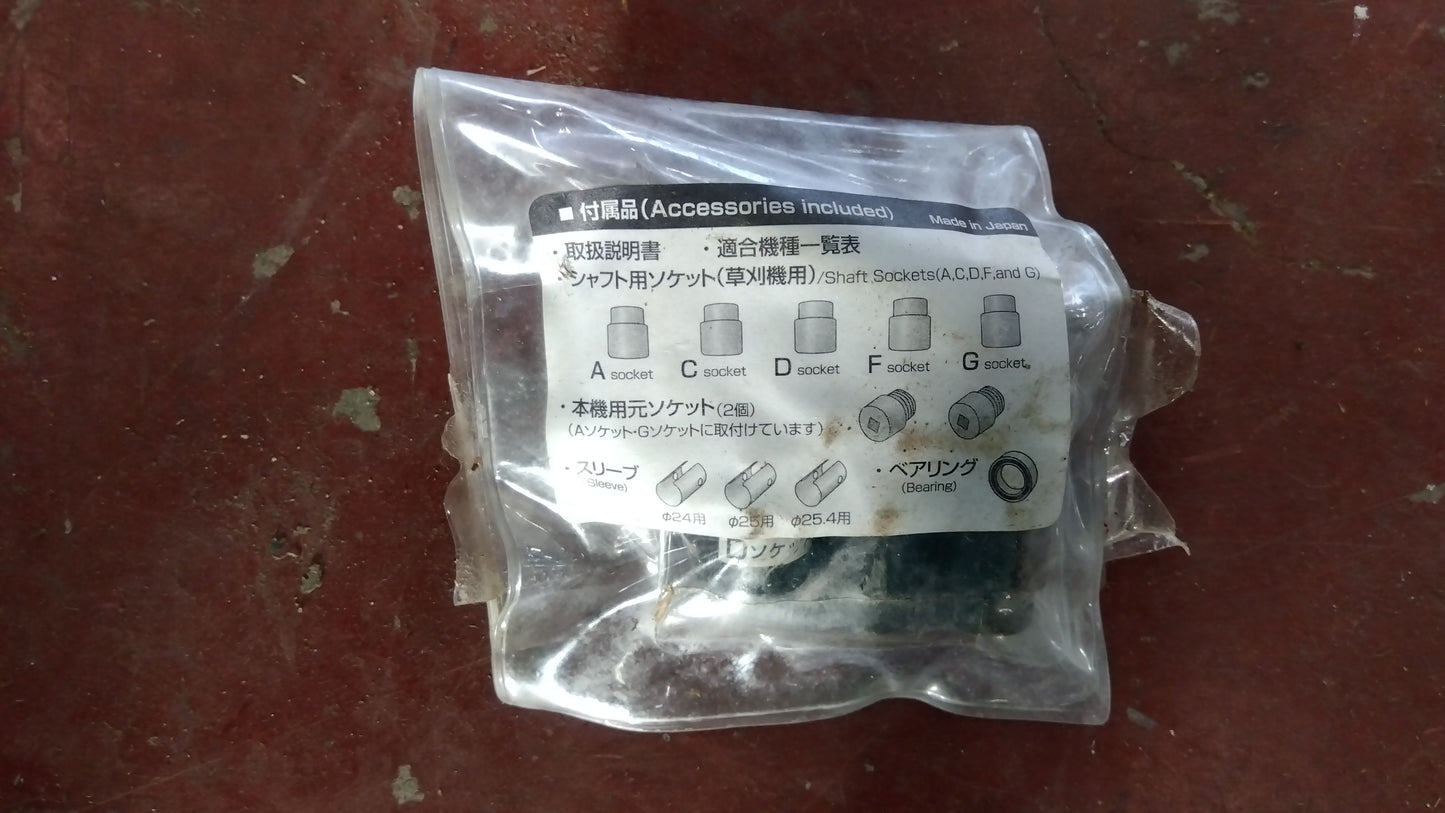 ■ 付属品(Accessories included) Made in Japan
・取扱説明書 ・適合機種一覧表
・シャフト用ソケット(草刈機用)/Shaft Sockets(A,C,D,F,and G)
A socket C socket D socket F socket G socket
・本機用元ソケット(2個)
(Aソケット・Gソケットに取付けています)
・スリーブ ・ベアリング
(Sleeve) (Bearing)
φ24用 φ25用 φ25.4用
Dソケッ